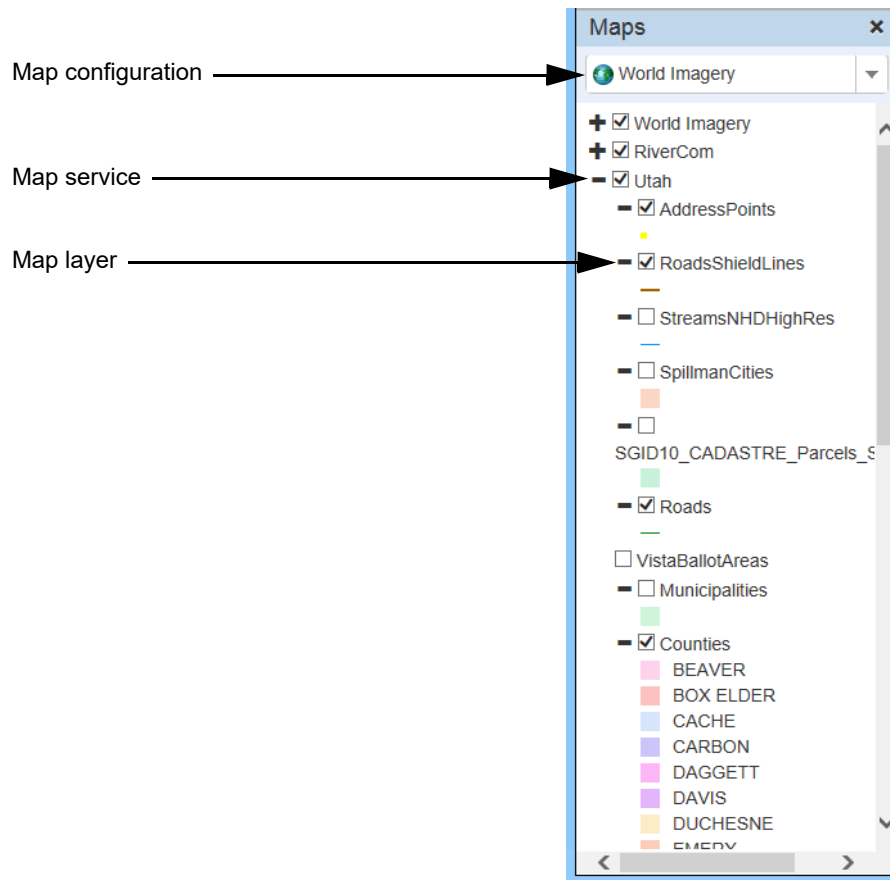 Maps
Map configuration
World Imagery
World Imagery
RiverCom
Map service
Utah
AddressPoints
Map layer
RoadsShieldLines
StreamsNHDHighRes
SpillmanCities
SGID10_CADASTRE_Parcels_S
Roads
VistaBallotAreas
Municipalities
Counties
BEAVER
BOX ELDER
CACHE
CARBON
DAGGETT
DAVIS
DUCHESNE
EMERY